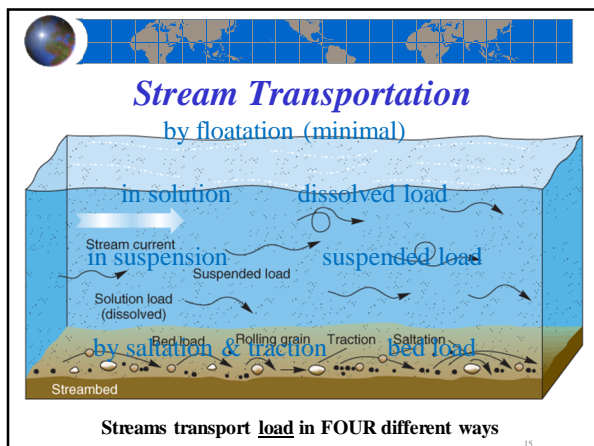 Stream Transportation
by floatation (minimal)
in solution dissolved load
Stream current
in suspension suspended load
Suspended load
Solution load
(dissolved)
Bed load Rolling grain Traction Saltation
by saltation & traction bed load
Streambed
Streams transport load in FOUR different ways
15